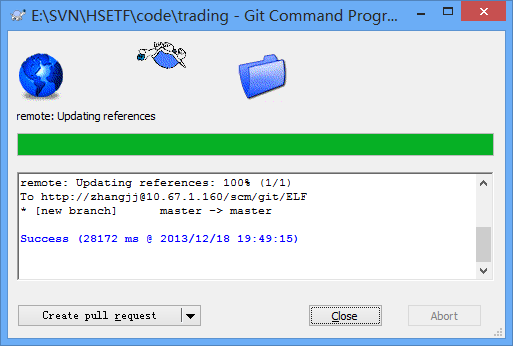 E:\SVN\HSETF\code\trading - Git Command Progr...
remote: Updating references
remote: Updating references: 100% (1/1)
To http://zhangjj@10.67.1.160/scm/git/ELF
* [new branch]      master -> master
Success (28172 ms @ 2013/12/18 19:49:15)
Create pull request
Close
Abort